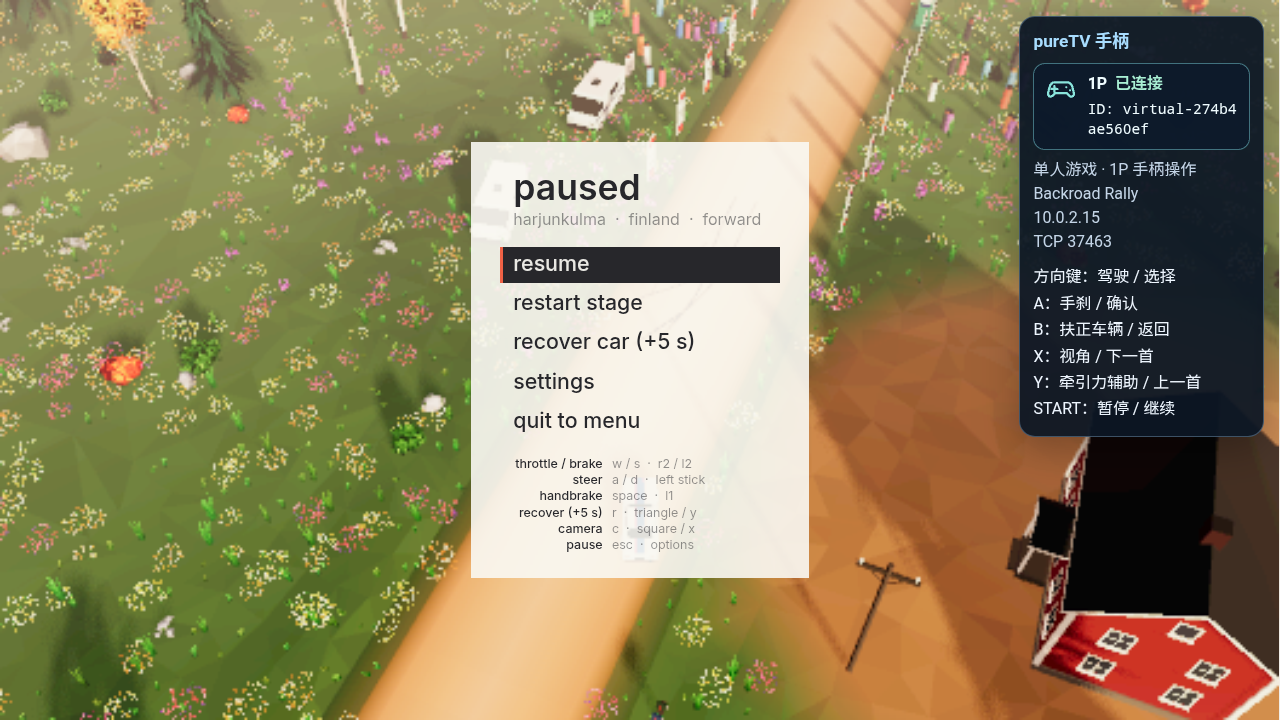 paused
harjunkulma · finland · forward
resume
restart stage
recover car (+5 s)
settings
quit to menu
throttle / brake w / s · r2 / l2
steer a / d · left stick
handbrake space · l1
recover (+5 s) r · triangle / y
camera c · square / x
pause esc · options
pureTV 手柄
1P 已连接
ID: virtual-274b4
ae560ef
单人游戏 · 1P 手柄操作
Backroad Rally
10.0.2.15
TCP 37463
方向键：驾驶 / 选择
A：手刹 / 确认
B：扶正车辆 / 返回
X：视角 / 下一首
Y：牵引力辅助 / 上一首
START：暂停 / 继续